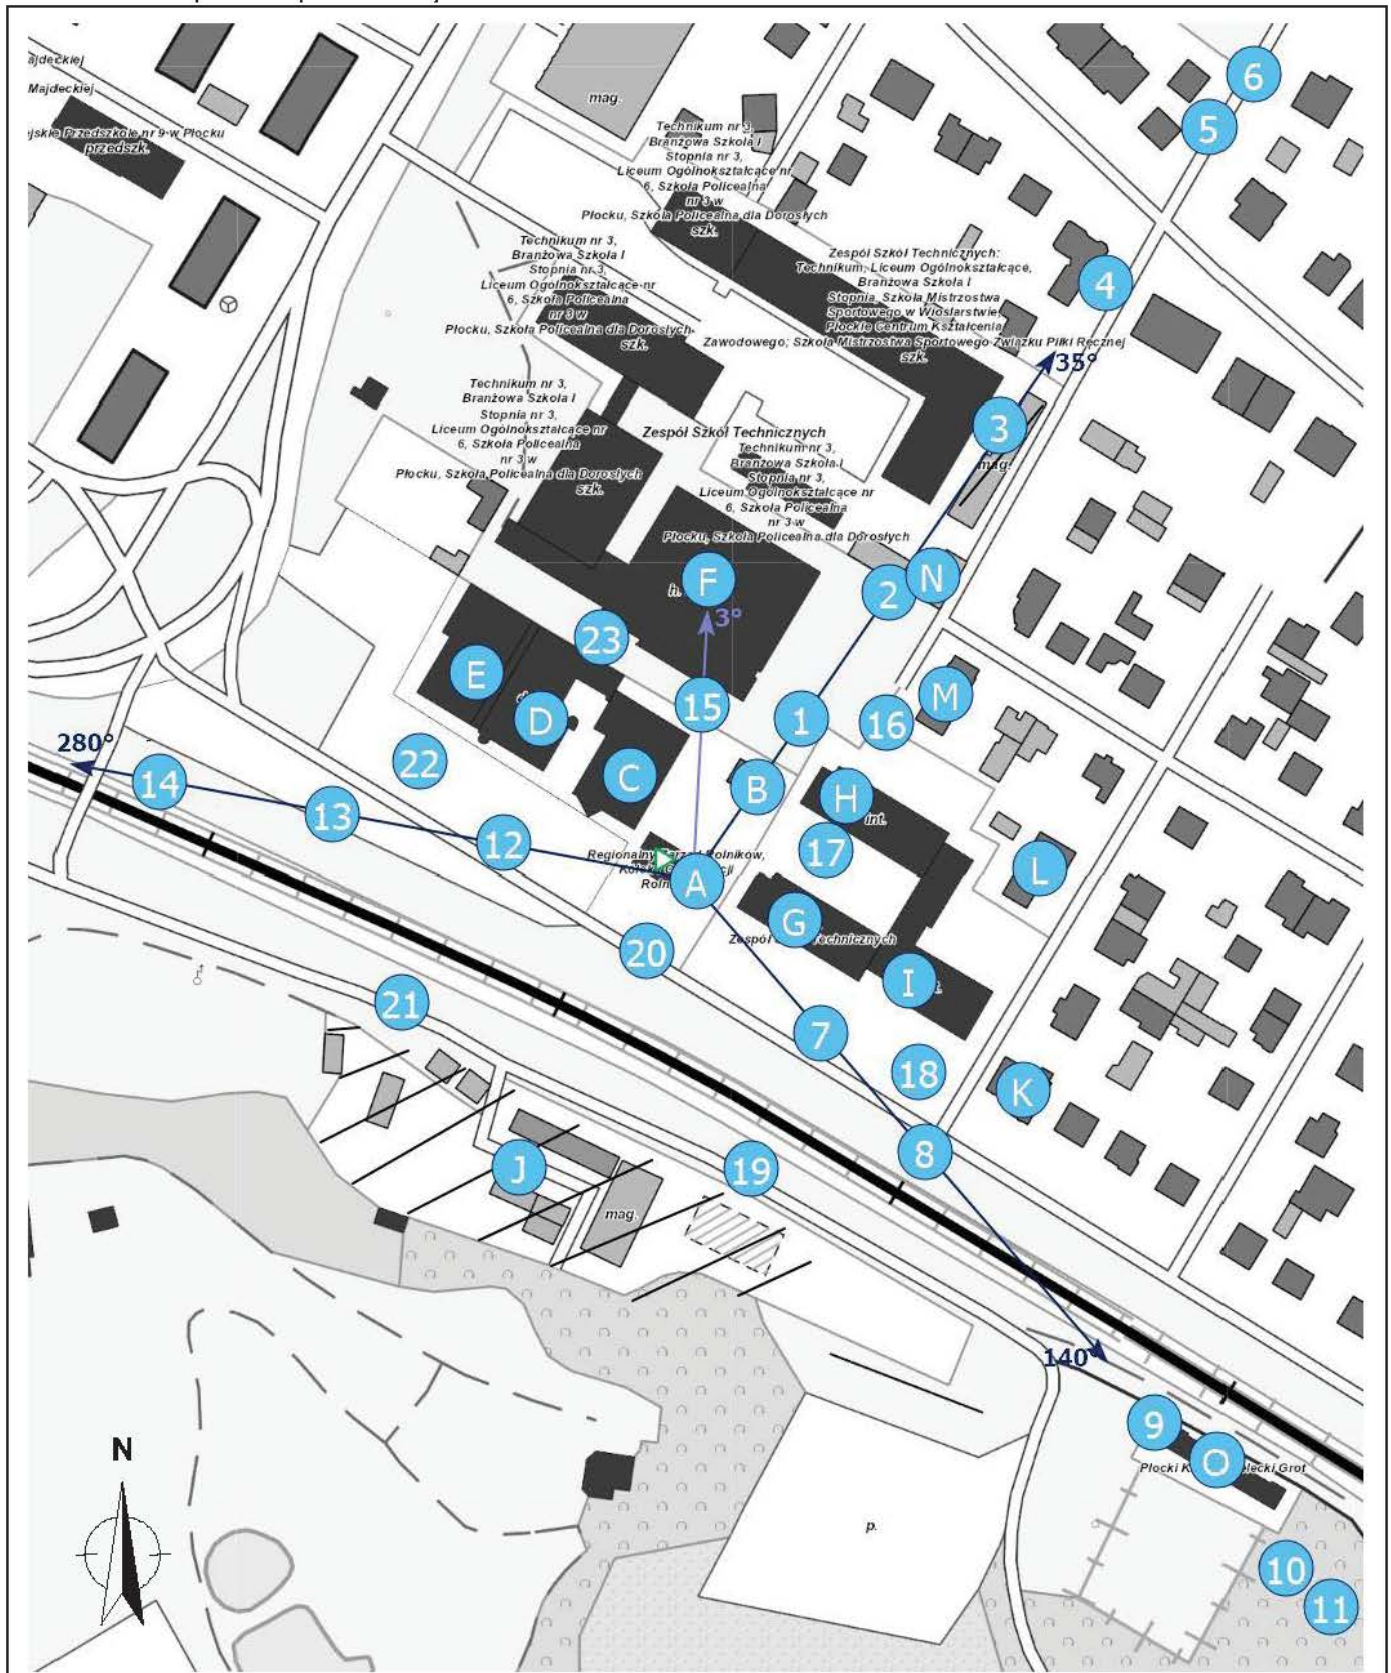 ajdeckiej
Majdeckiej
jskie Przedszkole nr 9 w Płocku
przedszk.
mag.
6
5
Technikum nr 3,
Branżowa Szkoła I
Stopnia nr 3,
Liceum Ogólnokształcące nr
6, Szkoła Policealna
nr 3 w
Płocku, Szkoła Policealna dla Dorosłych
szk.
Technikum nr 3,
Branżowa Szkoła I
Stopnia nr 3,
Liceum Ogólnokształcące nr
6, Szkoła Policealna
nr 3 w
Płocku, Szkoła Policealna dla Dorosłych
szk.
Zespół Szkół Technicznych:
Technikum, Liceum Ogólnokształcące,
Branżowa Szkoła I
Stopnia, Szkoła Mistrzostwa
Sportowego w Wioślarstwie,
Płockie Centrum Kształcenia
Zawodowego; Szkoła Mistrzostwa Sportowego Związku Piłki Ręcznej
szk.
4
35°
3
mag.
Technikum nr 3,
Branżowa Szkoła I
Stopnia nr 3,
Liceum Ogólnokształcące nr
6, Szkoła Policealna
nr 3 w
Płocku, Szkoła Policealna dla Dorosłych
szk.
Zespół Szkół Technicznych
Technikum nr 3,
Branżowa Szkoła I
Stopnia nr 3,
Liceum Ogólnokształcące nr
6, Szkoła Policealna
nr 3 w
Płocku, Szkoła Policealna dla Dorosłych
h.
F
2
N
3°
23
E
D
15
1
16
M
280°
14
22
C
B
H
int.
13
12
17
Regionalny
Rolników,
A
L
G
Zespół
Technicznych
20
I
21
7
18
K
8
J
19
mag.
140°
9
O
Płocki
Grot
N
p.
10
11